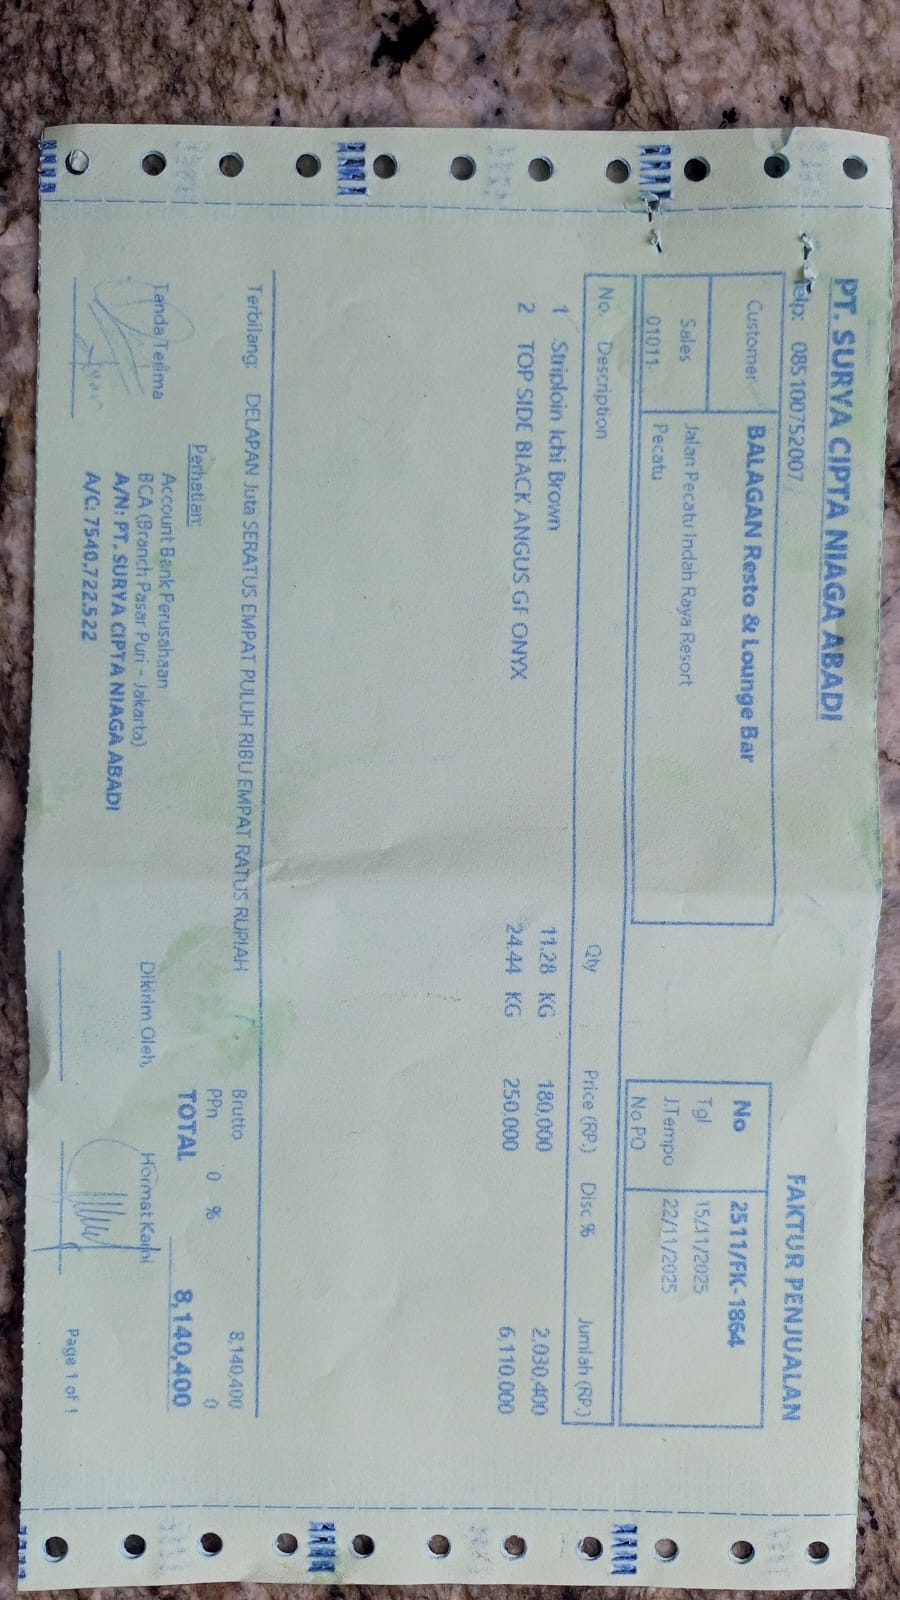 PT. SURYA CIPTA NIAGA ABADI
FAKTUR PENJUALAN
elp: 085100752007
Customer BALAGAN Resto & Lounge Bar
No 2511/FK-1864
Sales Jalan Pecatu Indah Raya Resort
Tgl 15/11/2025
01011 Pecatu
J.Tempo 22/11/2025
No PO
No. Description Qty Price (RP.) Disc % Jumlah (RP.)
1 Striploin Ichi Brown 11.28 KG 180,000 2,030,400
2 TOP SIDE BLACK ANGUS GF ONYX 24.44 KG 250,000 6,110,000
Terbilang: DELAPAN Juta SERATUS EMPAT PULUH RIBU EMPAT RATUS RUPIAH
Brutto 8,140,400
PPn 0 % 0
TOTAL 8,140,400
Perhatian:
Tanda Terima
Account Bank Perusahaan
BCA (Branch Pasar Puri - Jakarta)
A/N: PT. SURYA CIPTA NIAGA ABADI
A/C: 7540.722.522
Dikirim Oleh,
Hormat Kami
Page 1 of 1